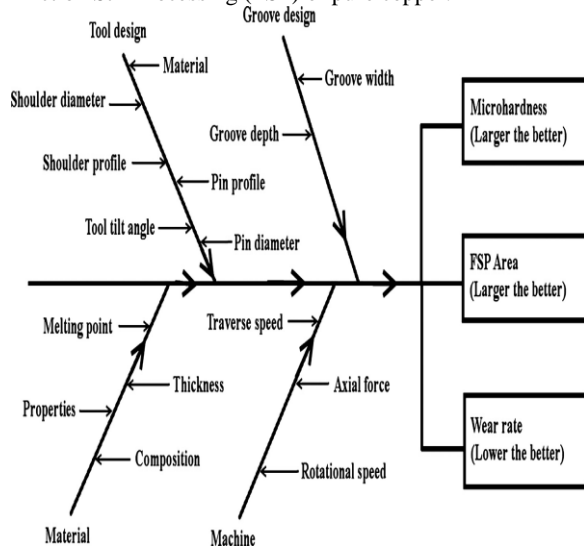 Groove design
Tool design
Material
Groove width
Shoulder diameter
Groove depth
Shoulder profile
Pin profile
Tool tilt angle
Pin diameter
Microhardness
(Larger the better)
FSP Area
(Larger the better)
Melting point
Traverse speed
Thickness
Axial force
Properties
Composition
Rotational speed
Wear rate
(Lower the better)
Material
Machine